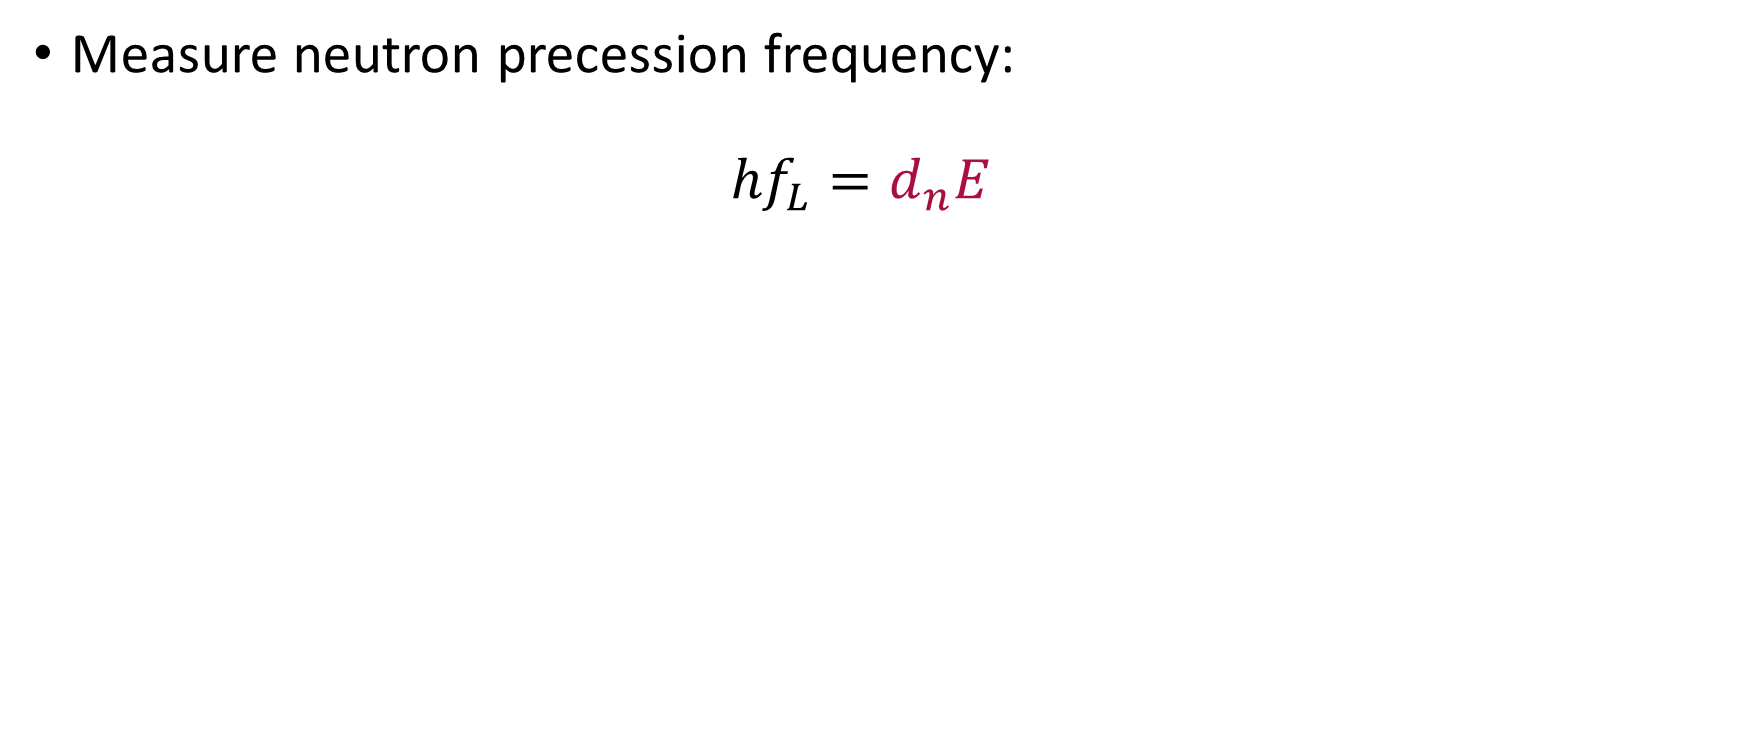 • Measure neutron precession frequency:
$hf_L = d_nE$